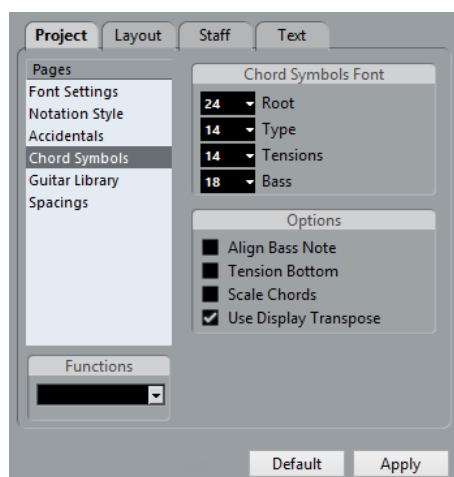 Project Layout Staff Text
Pages
Font Settings
Notation Style
Accidentals
Chord Symbols
Guitar Library
Spacings
Functions
Chord Symbols Font
24 Root
14 Type
14 Tensions
18 Bass
Options
Align Bass Note
Tension Bottom
Scale Chords
Use Display Transpose
Default Apply